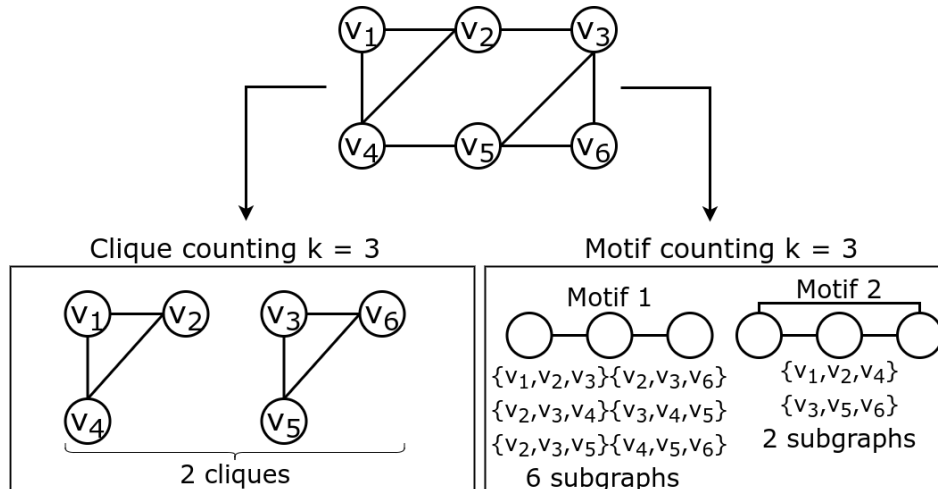 v1 v2 v3
v4 v5 v6
Clique counting k = 3
Motif counting k = 3
v1 v2 v3 v6
v4 v5
2 cliques
Motif 1
Motif 2
{v1,v2,v3}{v2,v3,v6}
{v2,v3,v4}{v3,v4,v5}
{v2,v3,v5}{v4,v5,v6}
6 subgraphs
{v1,v2,v4}
{v3,v5,v6}
2 subgraphs